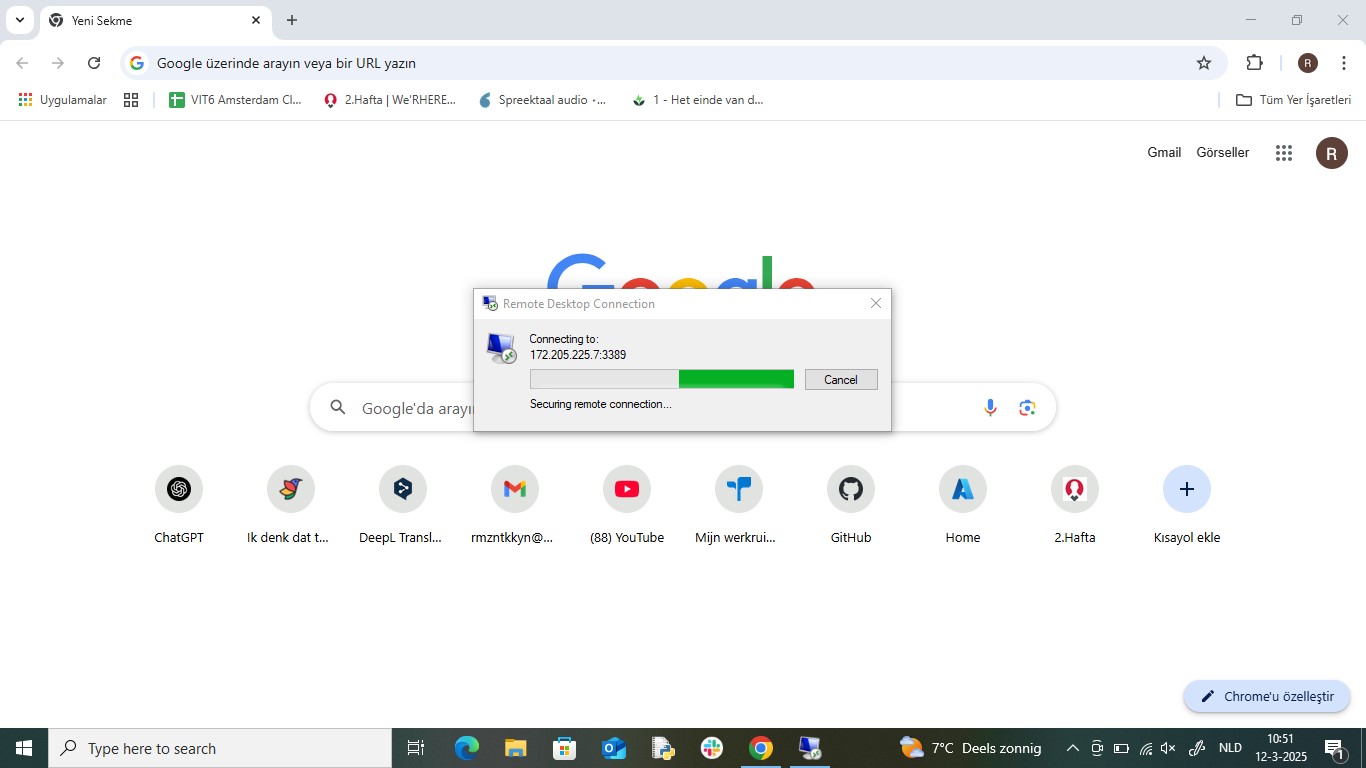 Yeni Sekme
Google üzerinde arayın veya bir URL yazın
R
Uygulamalar
VIT6 Amsterdam Cl...
2.Hafta | We'RHERE...
Spreektaal audio •...
1 - Het einde van d...
Tüm Yer İşaretleri
Gmail
Görseller
R
Remote Desktop Connection
Connecting to:
172.205.225.7:3389
Cancel
Securing remote connection...
Google'da arayı
ChatGPT
Ik denk dat t...
DeepL Transl...
rmzntkkyn@...
(88) YouTube
Mijn werkrui...
GitHub
Home
2.Hafta
Kısayol ekle
Chrome'u özelleştir
Type here to search
7°C Deels zonnig
NLD
10:51
12-3-2025
1